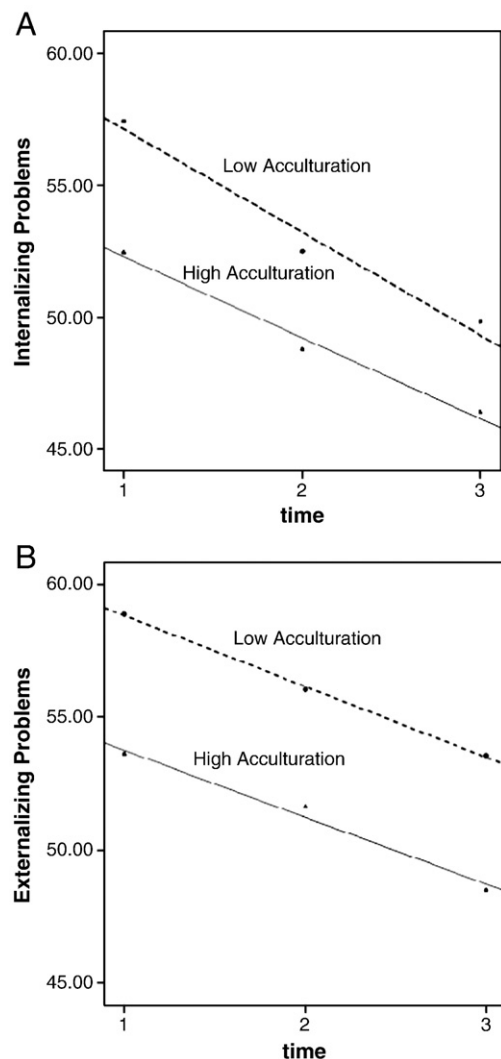 A
60.00
Low Acculturation
55.00
High Acculturation
50.00
45.00
Internalizing Problems
1 2 3
time
B
60.00
Low Acculturation
55.00
High Acculturation
50.00
45.00
Externalizing Problems
1 2 3
time